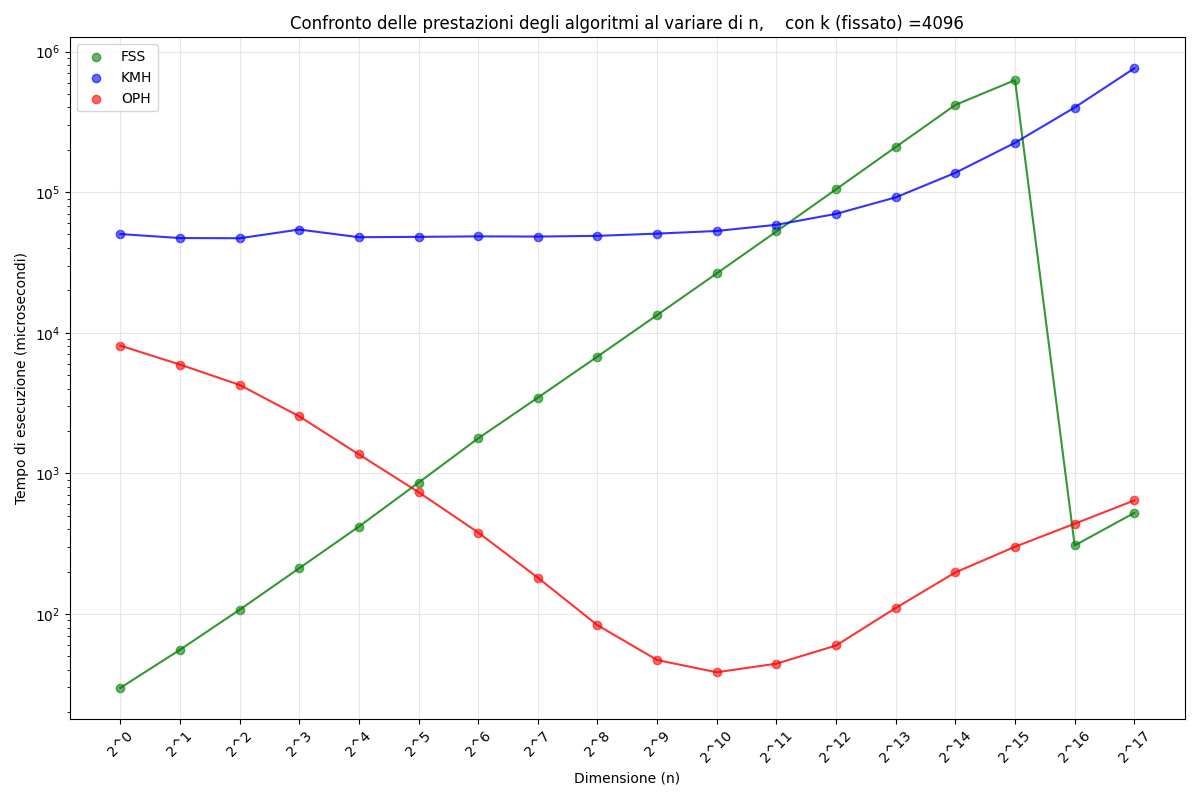 Confronto delle prestazioni degli algoritmi al variare di n,    con k (fissato) =4096
FSS
KMH
OPH
Tempo di esecuzione (microsecondi)
10^6
10^5
10^4
10^3
10^2
2^0 2^1 2^2 2^3 2^4 2^5 2^6 2^7 2^8 2^9 2^10 2^11 2^12 2^13 2^14 2^15 2^16 2^17
Dimensione (n)